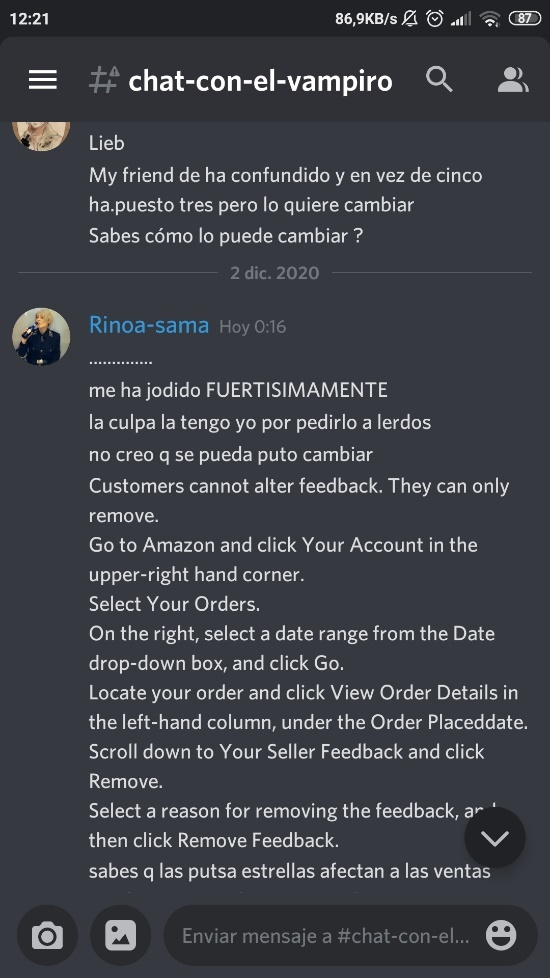 12:21
86,9KB/s
87
chat-con-el-vampiro
Lieb
My friend de ha confundido y en vez de cinco
ha.puesto tres pero lo quiere cambiar
Sabes cómo lo puede cambiar ?
2 dic. 2020
Rinoa-sama Hoy 0:16
..............
me ha jodido FUERTISIMAMENTE
la culpa la tengo yo por pedirlo a lerdos
no creo q se pueda puto cambiar
Customers cannot alter feedback. They can only
remove.
Go to Amazon and click Your Account in the
upper-right hand corner.
Select Your Orders.
On the right, select a date range from the Date
drop-down box, and click Go.
Locate your order and click View Order Details in
the left-hand column, under the Order Placeddate.
Scroll down to Your Seller Feedback and click
Remove.
Select a reason for removing the feedback, and
then click Remove Feedback.
sabes q las putsa estrellas afectan a las ventas
Enviar mensaje a #chat-con-el...